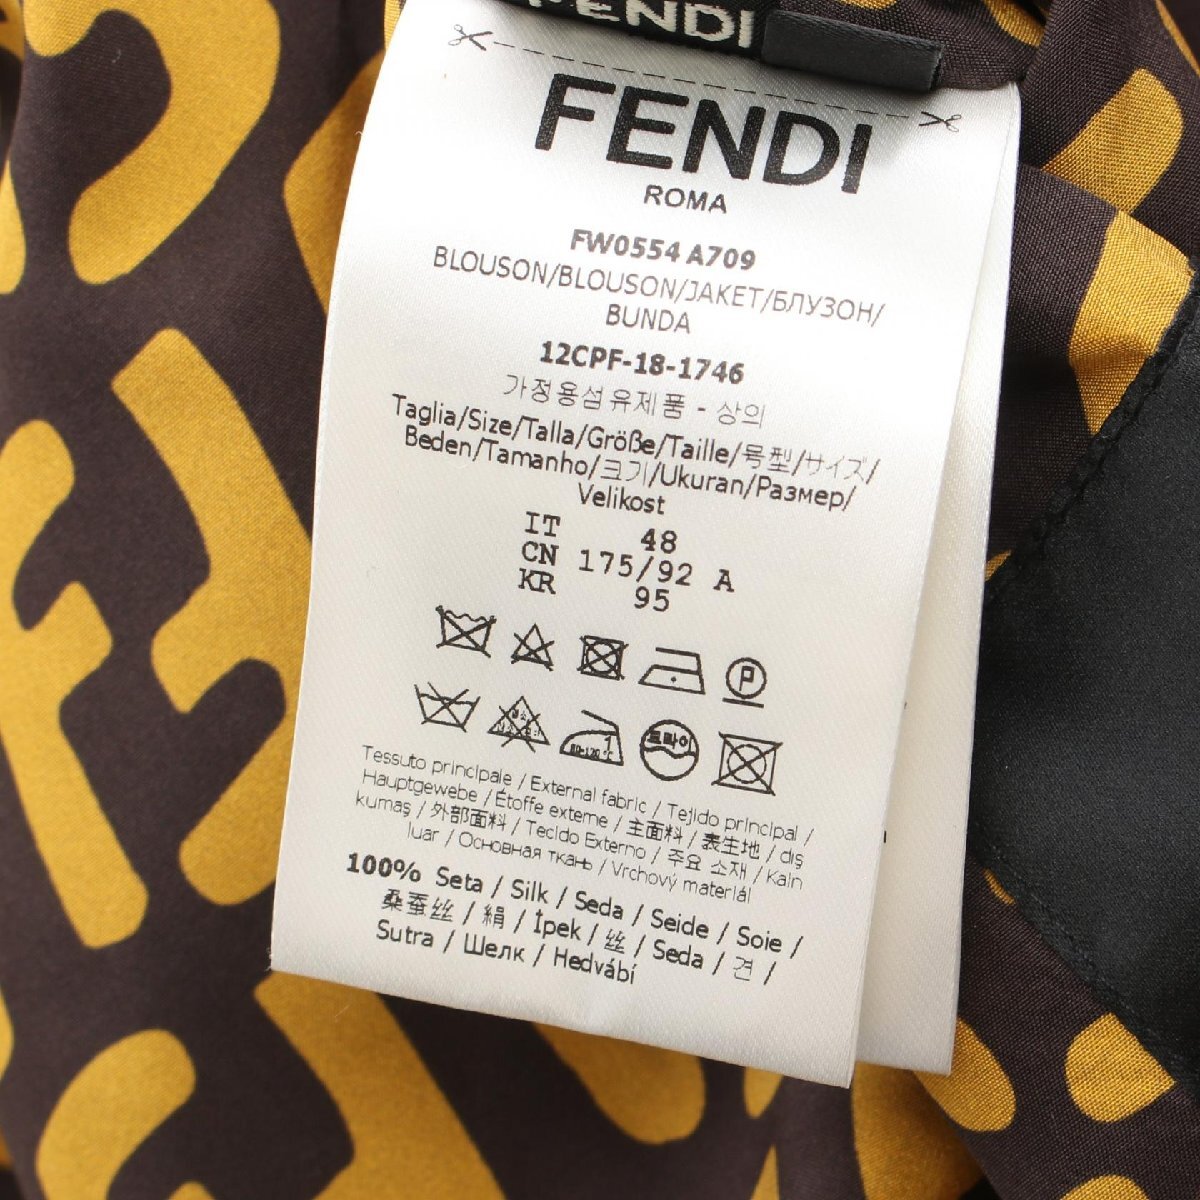 FENDI
FENDI
ROMA
FW0554 A709
BLOUSON/BLOUSON/JAKET/БЛУЗОН/
BUNDA
12CPF-18-1746
가정용섬유제품 - 상의
Taglia/Size/Talla/Größe/Taille/号型/サイズ/
Beden/Tamanho/크기/Ukuran/Размер/
Velikost
IT 48
CN 175/92 A
KR 95
P
드라이
Tessuto principale / External fabric / Tejido principal /
Hauptgewebe / Étoffe externe / 主面料 / 表生地 / dış
kumaş / 外部面料 / Tecido Externo / 주요 소재 / Kain
luar / Основная ткань / Vrchový materiál
100% Seta / Silk / Seda / Seide / Soie /
桑蚕丝 / 絹 / İpek / 丝 / Seda / 견 /
Sutra / Шелк / Hedvábí